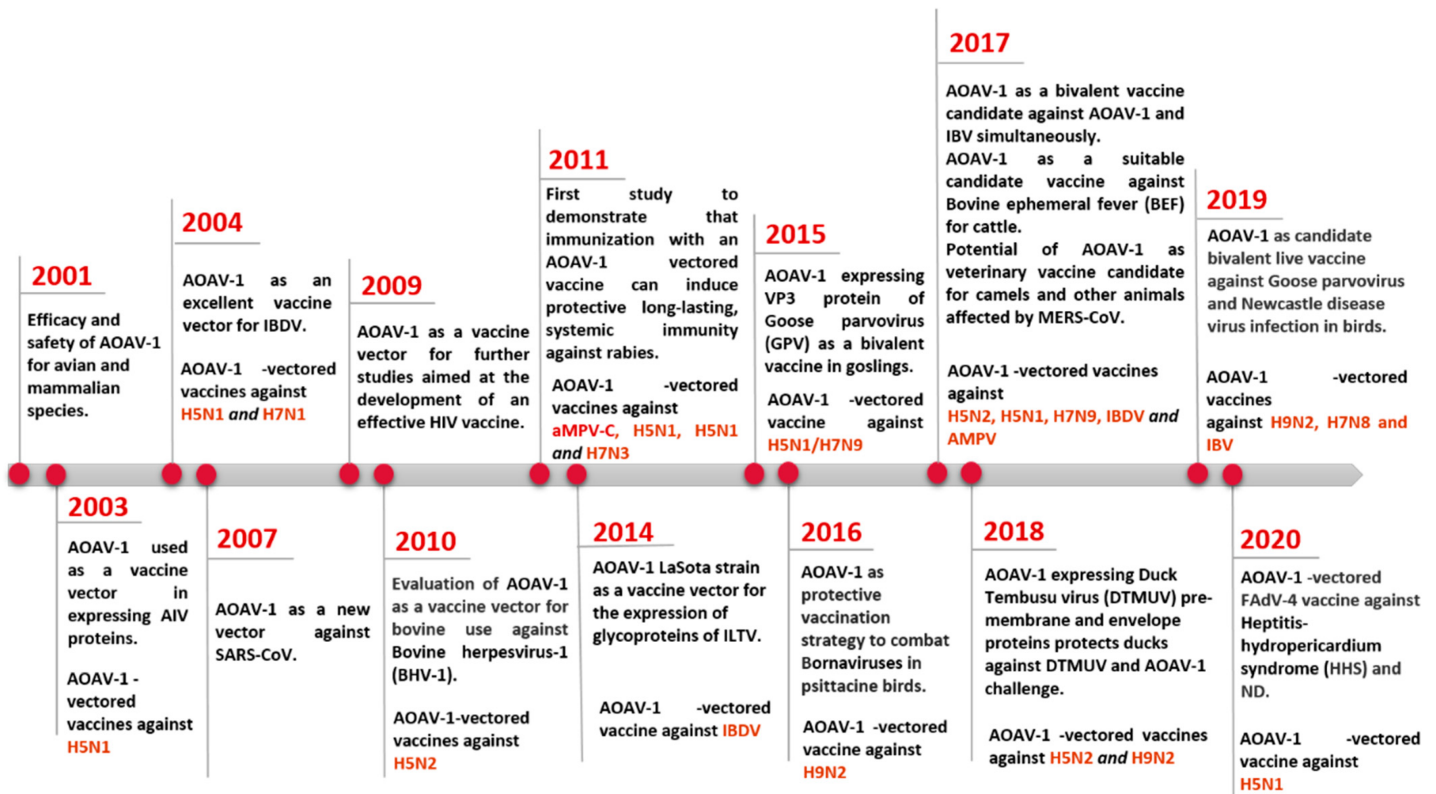 2001
Efficacy and
safety of AOAV-1
for avian and
mammalian
species.
2003
AOAV-1 used
as a vaccine
vector in
expressing AIV
proteins.
AOAV-1 -
vectored
vaccines against
H5N1
2004
AOAV-1 as an
excellent vaccine
vector for IBDV.
AOAV-1 -vectored
vaccines against
H5N1 and H7N1
2007
AOAV-1 as a new
vector against
SARS-CoV.
2009
AOAV-1 as a vaccine
vector for further
studies aimed at the
development of an
effective HIV vaccine.
2010
Evaluation of AOAV-1
as a vaccine vector for
bovine use against
Bovine herpesvirus-1
(BHV-1).
AOAV-1-vectored
vaccines against
H5N2
2011
First study to
demonstrate that
immunization with an
AOAV-1 vectored
vaccine can induce
protective long-lasting,
systemic immunity
against rabies.
AOAV-1 -vectored
vaccines against
aMPV-C, H5N1, H5N1
and H7N3
2014
AOAV-1 LaSota strain
as a vaccine vector for
the expression of
glycoproteins of ILTV.
AOAV-1 -vectored
vaccine against IBDV
2015
AOAV-1 expressing
VP3 protein of
Goose parvovirus
(GPV) as a bivalent
vaccine in goslings.
AOAV-1 -vectored
vaccine against
H5N1/H7N9
2016
AOAV-1 as
protective
vaccination
strategy to combat
Bornaviruses in
psittacine birds.
AOAV-1 -vectored
vaccine against
H9N2
2017
AOAV-1 as a bivalent vaccine
candidate against AOAV-1 and
IBV simultaneously.
AOAV-1 as a suitable
candidate vaccine against
Bovine ephemeral fever (BEF)
for cattle.
Potential of AOAV-1 as
veterinary vaccine candidate
for camels and other animals
affected by MERS-CoV.
AOAV-1 -vectored vaccines
against
H5N2, H5N1, H7N9, IBDV and
AMPV
2018
AOAV-1 expressing Duck
Tembusu virus (DTMUV) pre-
membrane and envelope
proteins protects ducks
against DTMUV and AOAV-1
challenge.
AOAV-1 -vectored vaccines
against H5N2 and H9N2
2019
AOAV-1 as candidate
bivalent live vaccine
against Goose parvovirus
and Newcastle disease
virus infection in birds.
AOAV-1 -vectored
vaccines
against H9N2, H7N8 and
IBV
2020
AOAV-1 -vectored
FAdV-4 vaccine against
Heptitis-
hydropericardium
syndrome (HHS) and
ND.
AOAV-1 -vectored
vaccine against
H5N1